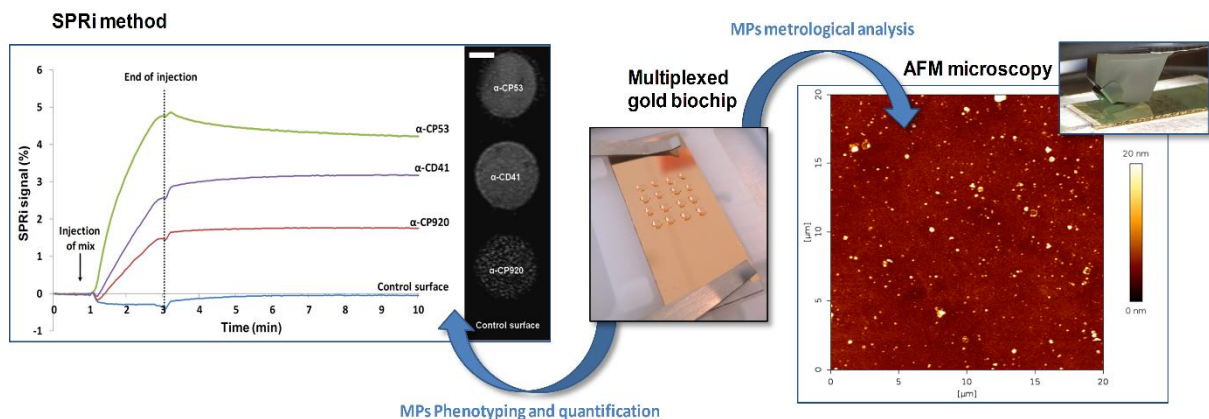 SPRi method
SPRi signal (%)
6
5
4
3
2
1
0
-1
0
1
2
3
4
5
6
7
8
9
10
Time (min)
Injection
of mix
End of injection
α-CP53
α-CD41
α-CP920
Control surface
α-CP53
α-CD41
α-CP920
Control surface
MPs Phenotyping and quantification
Multiplexed
gold biochip
MPs metrological analysis
AFM microscopy
20
15
10
5
0
[µm]
0
5
10
15
20
[µm]
20 nm
0 nm